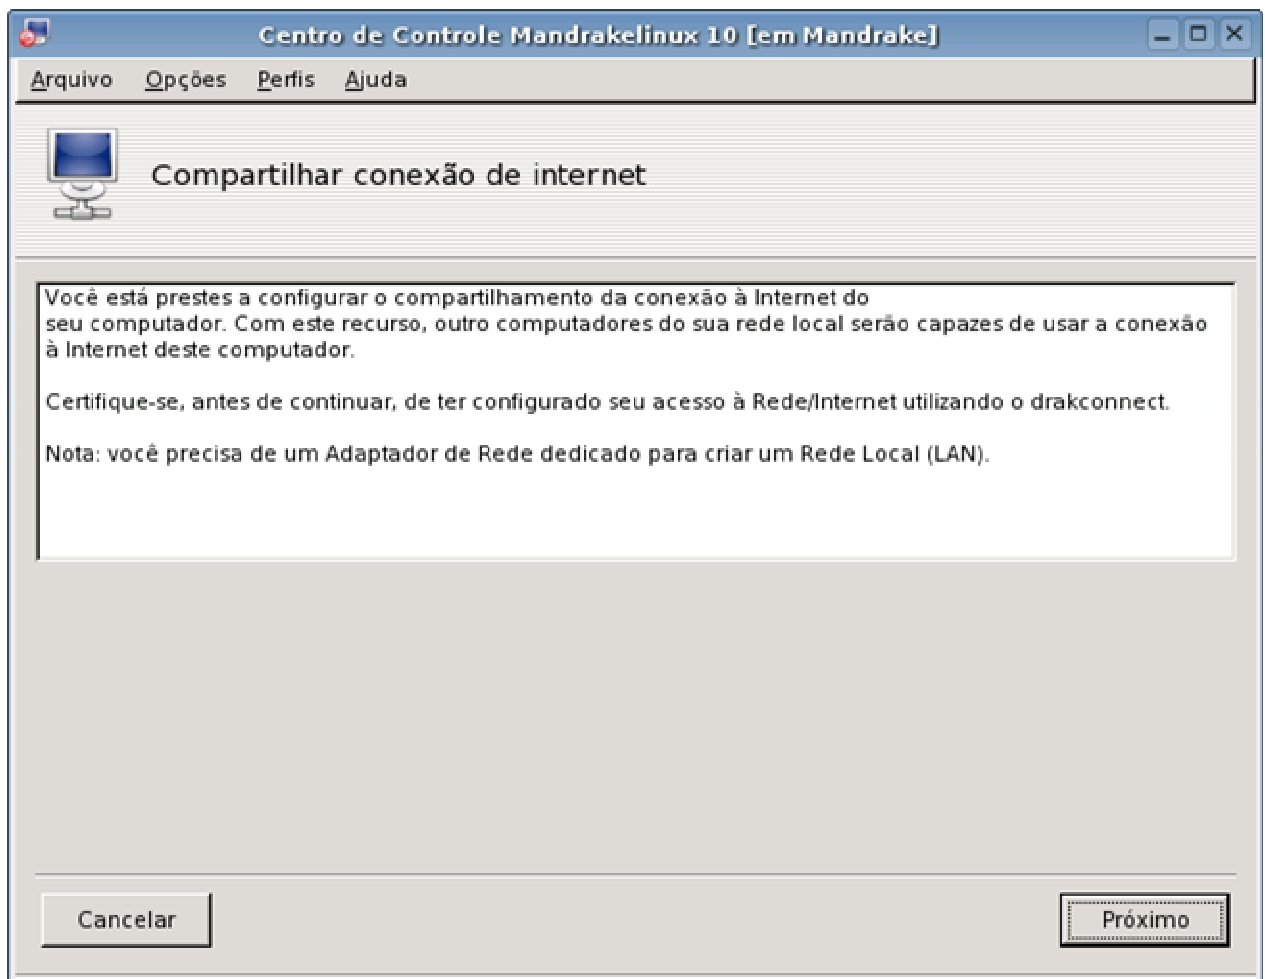 Centro de Controle Mandrakelinux 10 [em Mandrake]
Arquivo Opções Perfis Ajuda
Compartilhar conexão de internet
Você está prestes a configurar o compartilhamento da conexão à Internet do
seu computador. Com este recurso, outro computadores do sua rede local serão capazes de usar a conexão
à Internet deste computador.
Certifique-se, antes de continuar, de ter configurado seu acesso à Rede/Internet utilizando o drakconnect.
Nota: você precisa de um Adaptador de Rede dedicado para criar um Rede Local (LAN).
Cancelar Próximo